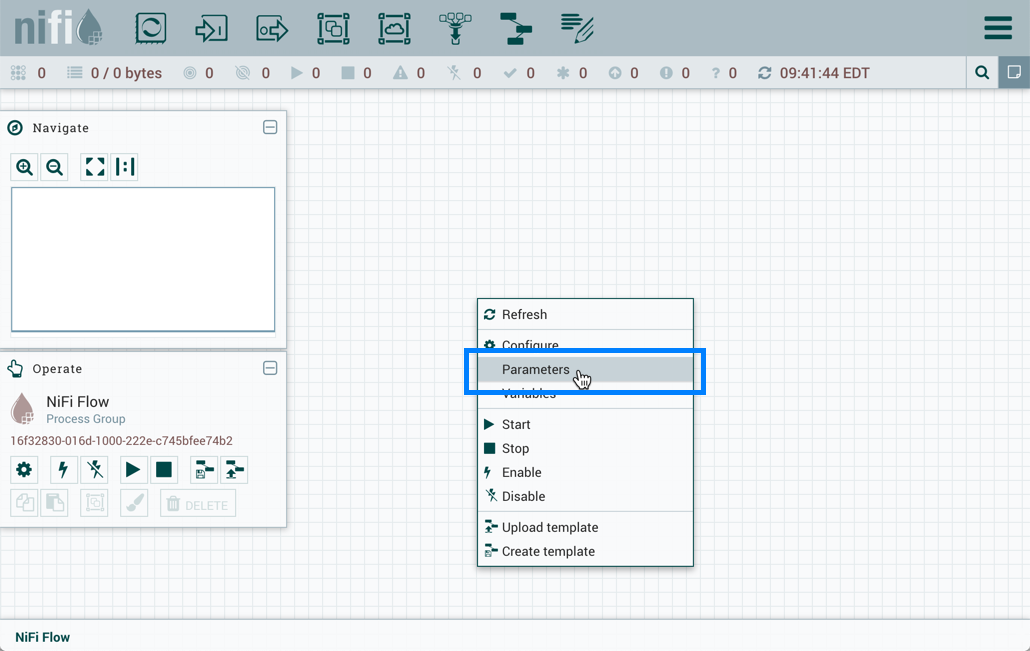 nifi
0 0 / 0 bytes 0 0 0 0 0 0 0 0 0 0 ? 0 09:41:44 EDT
Navigate
Operate
NiFi Flow
Process Group
16f32830-016d-1000-222e-c745bfee74b2
DELETE
Refresh
Configure
Parameters
Variables
Start
Stop
Enable
Disable
Upload template
Create template
NiFi Flow